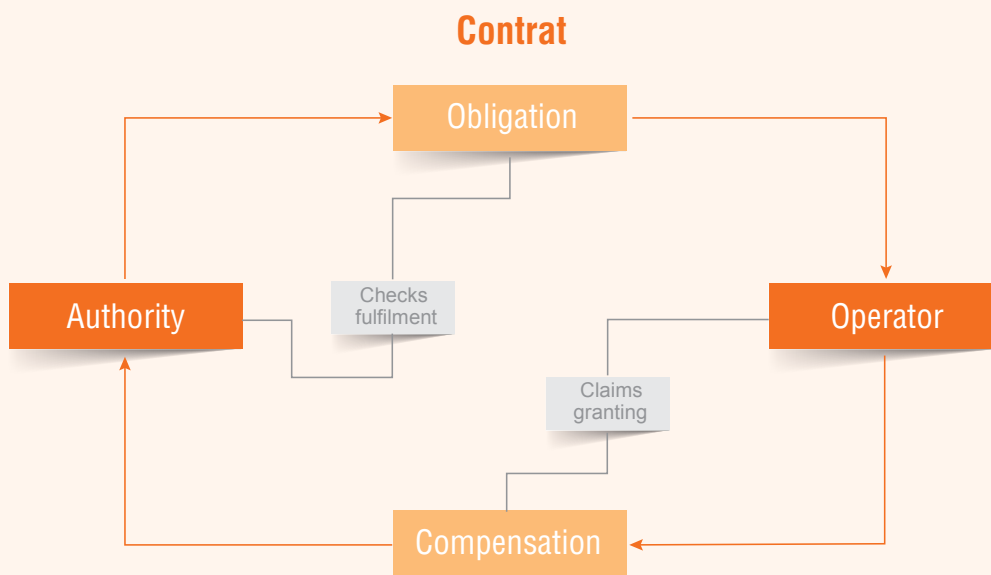 Contrat
Obligation
Authority
Checks
fulfilment
Operator
Claims
granting
Compensation